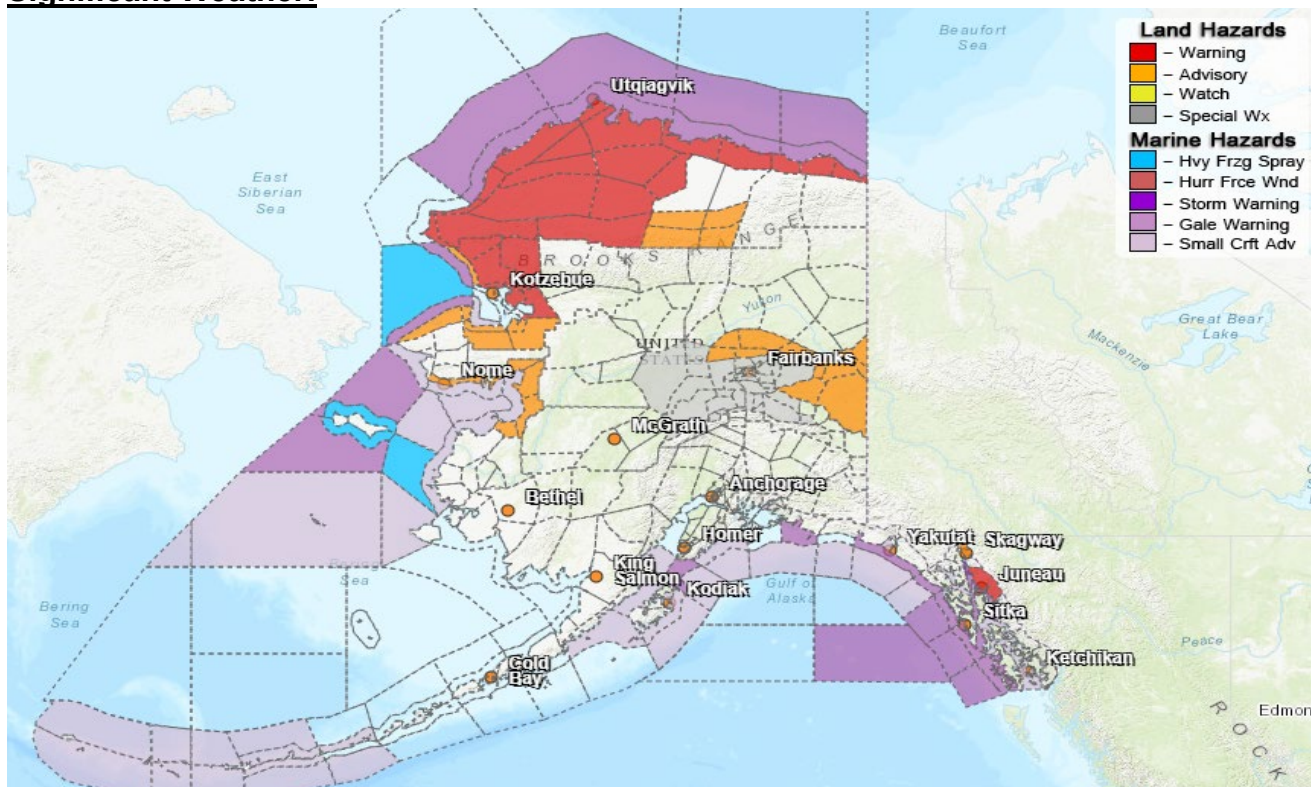 Significant Weather:
Beaufort
Sea
Land Hazards
– Warning
– Advisory
– Watch
– Special Wx
Marine Hazards
– Hvy Frzg Spray
– Hurr Frce Wnd
– Storm Warning
– Gale Warning
– Small Crft Adv
Utqiagvik
East
Siberian
Sea
BROOKS RANGE
Kotzebue
Yukon
Great Bear
Lake
Mackenzie
UNITED
STATES
Fairbanks
Nome
McGrath
Anchorage
Bethel
Homer
Yakutat
Skagway
King
Salmon
Kodiak
Gulf of
Alaska
Juneau
Sitka
Bering Sea
Bering
Sea
Peace
Ketchikan
Cold
Bay
ROCK
Edmon